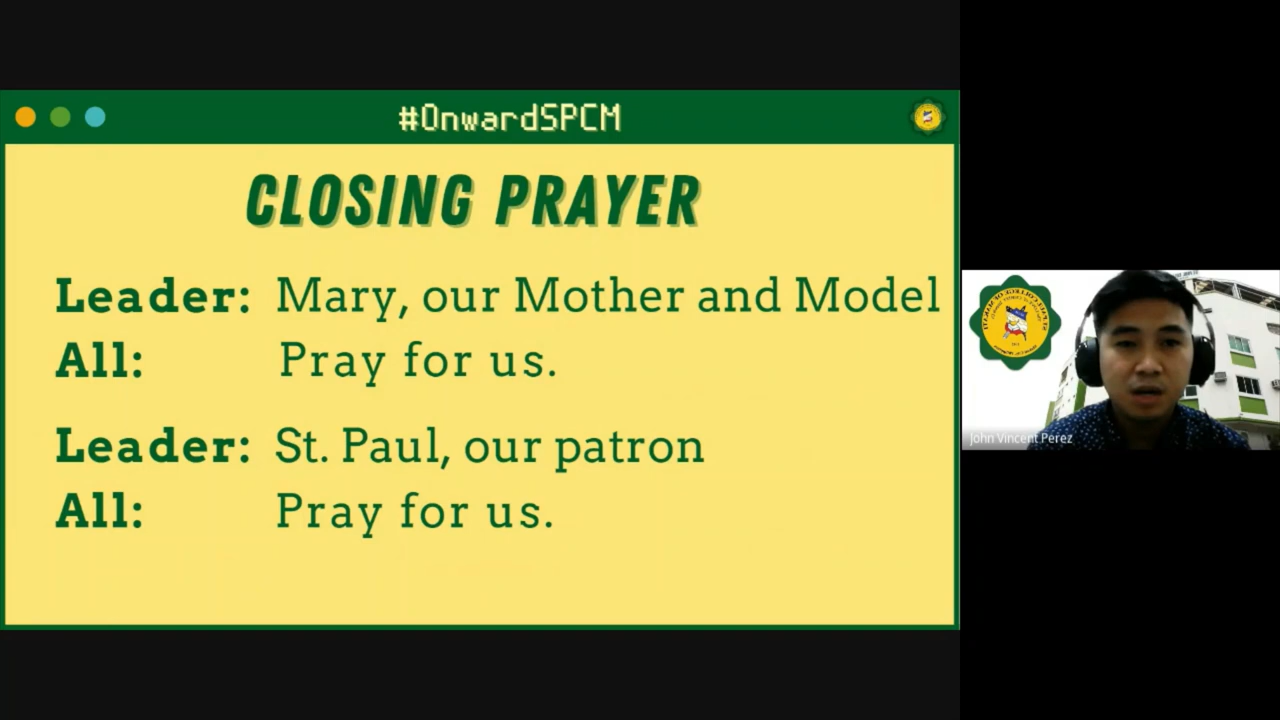 #OnwardSPCM
CLOSING PRAYER
Leader: Mary, our Mother and Model
All: Pray for us.
Leader: St. Paul, our patron
All: Pray for us.
John Vincent Perez